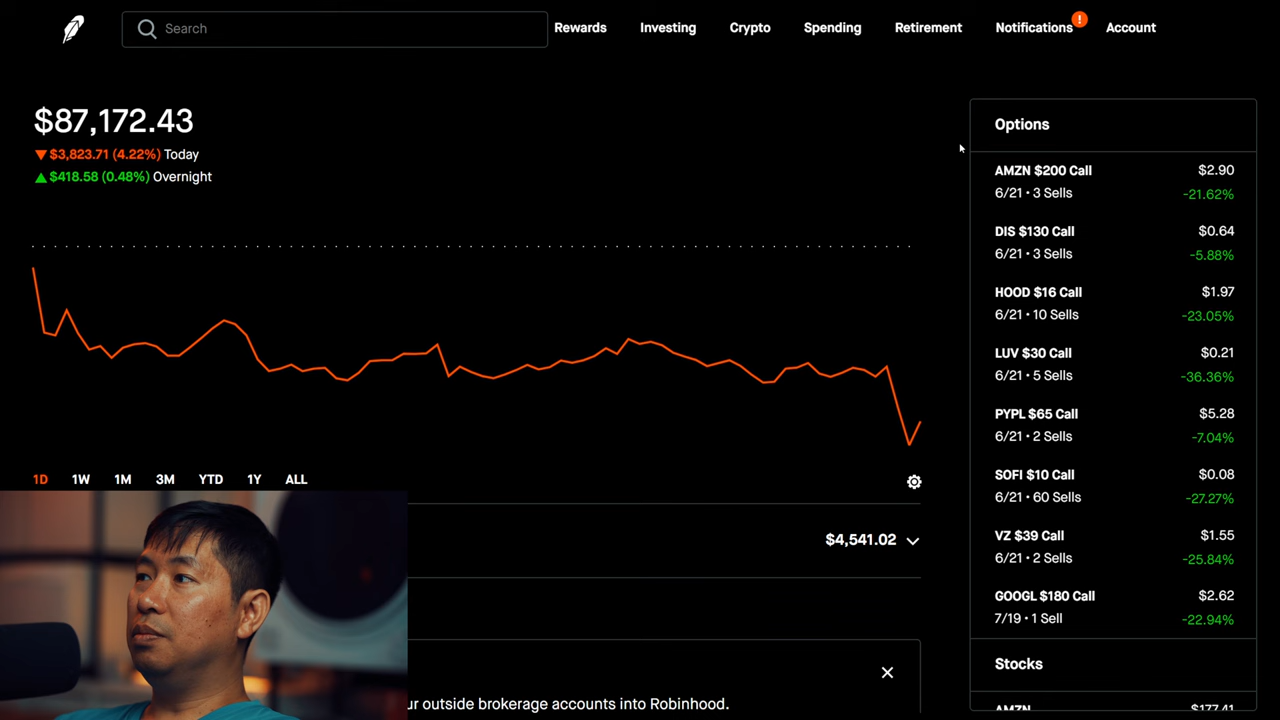 Search
Rewards
Investing
Crypto
Spending
Retirement
Notifications
!
Account
$87,172.43
$3,823.71 (4.22%) Today
$418.58 (0.48%) Overnight
1D
1W
1M
3M
YTD
1Y
ALL
$4,541.02
ur outside brokerage accounts into Robinhood.
Options
AMZN $200 Call
$2.90
6/21 • 3 Sells
-21.62%
DIS $130 Call
$0.64
6/21 • 3 Sells
-5.88%
HOOD $16 Call
$1.97
6/21 • 10 Sells
-23.05%
LUV $30 Call
$0.21
6/21 • 5 Sells
-36.36%
PYPL $65 Call
$5.28
6/21 • 2 Sells
-7.04%
SOFI $10 Call
$0.08
6/21 • 60 Sells
-27.27%
VZ $39 Call
$1.55
6/21 • 2 Sells
-25.84%
GOOGL $180 Call
$2.62
7/19 • 1 Sell
-22.94%
Stocks
AMZN
$177.41